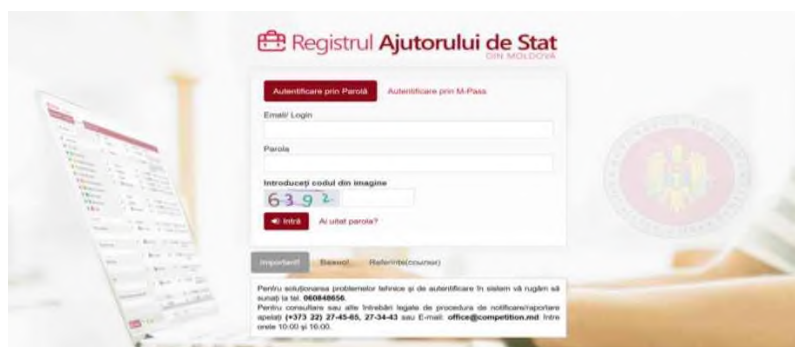 Registrul Ajutorului de Stat
DIN MOLDOVA
Autentificare prin Parolă
Autentificare prin M-Pass
Email/ Login
Parola
Introduceți codul din imagine
6392
Intră
Ai uitat parola?
Important!
Важно!
Referințe(ссылки)
Pentru soluționarea problemelor tehnice și de autentificare în sistem vă rugăm să
sunați la tel. 060848656.
Pentru consultare sau alte întrebări legate de procedura de notificare/raportare
apelați (+373 22) 27-45-65, 27-34-43 sau E-mail: office@competition.md între
orele 10:00 și 16:00.